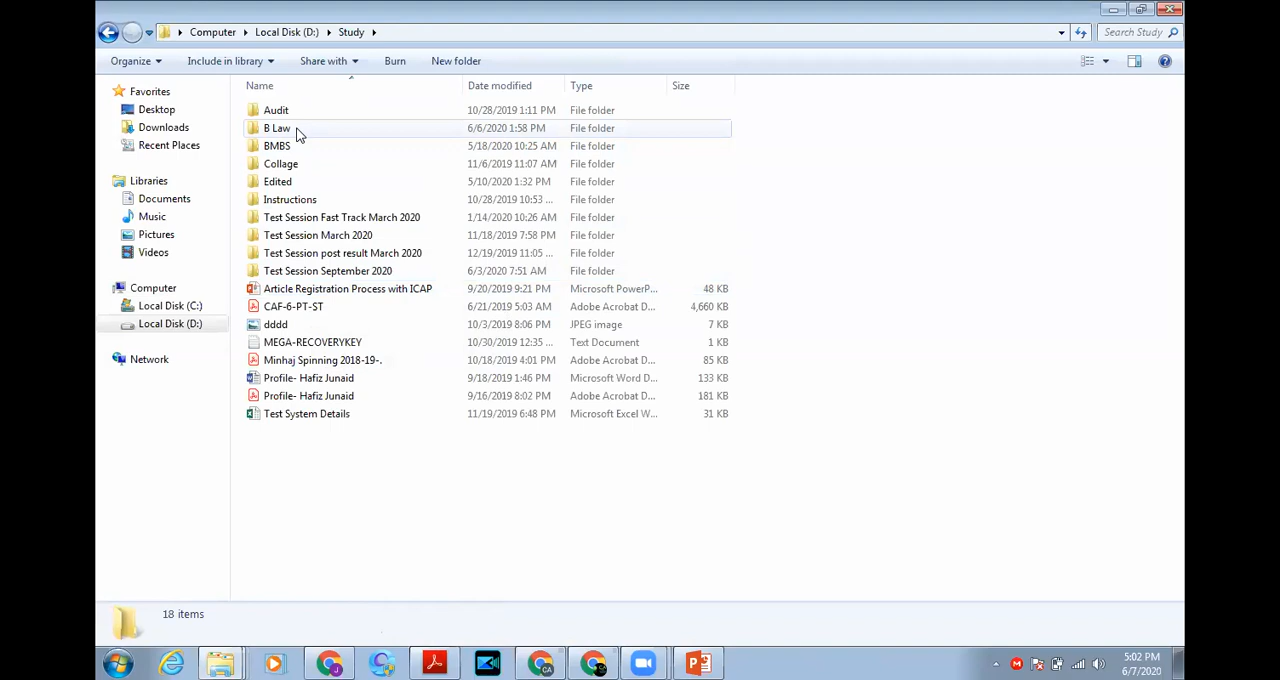 Computer Local Disk (D:) Study
Search Study
Organize Include in library Share with Burn New folder
Name Date modified Type Size
Favorites
Desktop
Downloads
Recent Places
Libraries
Documents
Music
Pictures
Videos
Computer
Local Disk (C:)
Local Disk (D:)
Network
Audit 10/28/2019 1:11 PM File folder
B Law 6/6/2020 1:58 PM File folder
BMBS 5/18/2020 10:25 AM File folder
Collage 11/6/2019 11:07 AM File folder
Edited 5/10/2020 1:32 PM File folder
Instructions 10/28/2019 10:53 ... File folder
Test Session Fast Track March 2020 1/14/2020 10:26 AM File folder
Test Session March 2020 11/18/2019 7:58 PM File folder
Test Session post result March 2020 12/19/2019 11:05 ... File folder
Test Session September 2020 6/3/2020 7:51 AM File folder
Article Registration Process with ICAP 9/20/2019 9:21 PM Microsoft PowerP... 48 KB
CAF-6-PT-ST 6/21/2019 5:03 AM Adobe Acrobat D... 4,660 KB
dddd 10/3/2019 8:06 PM JPEG image 7 KB
MEGA-RECOVERYKEY 10/30/2019 12:35 ... Text Document 1 KB
Minhaj Spinning 2018-19-. 10/18/2019 4:01 PM Adobe Acrobat D... 85 KB
Profile- Hafiz Junaid 9/18/2019 1:46 PM Microsoft Word D... 133 KB
Profile- Hafiz Junaid 9/16/2019 8:02 PM Adobe Acrobat D... 181 KB
Test System Details 11/19/2019 6:48 PM Microsoft Excel W... 31 KB
18 items
5:02 PM
6/7/2020